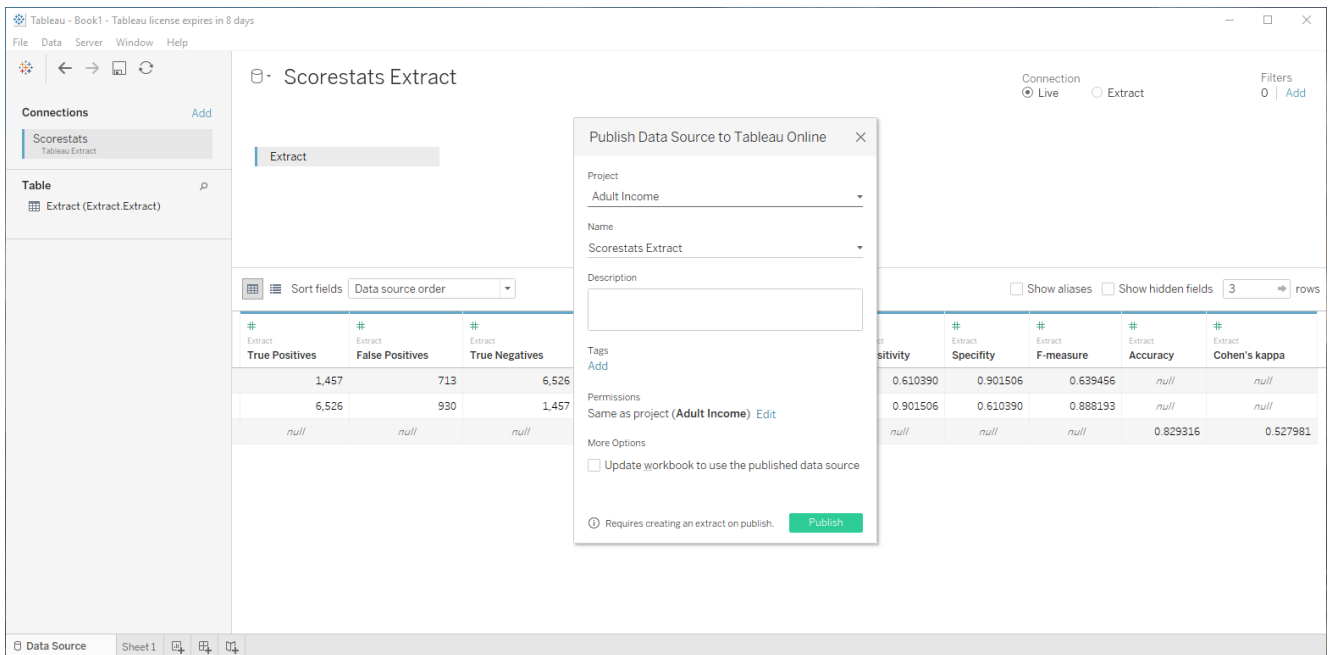 Tableau - Book1 - Tableau license expires in 8 days
File Data Server Window Help
Connections Add
Scorestats
Tableau Extract
Table
Extract (Extract.Extract)
Scorestats Extract
Connection
Live Extract
Filters
0 Add
Extract
Publish Data Source to Tableau Online
Project
Adult Income
Name
Scorestats Extract
Description
Tags
Add
Permissions
Same as project (Adult Income) Edit
More Options
Update workbook to use the published data source
Requires creating an extract on publish. Publish
Sort fields Data source order Show aliases Show hidden fields 3 rows
# # # # # # #
Extract Extract Extract ct Extract Extract Extract Extract
True Positives False Positives True Negatives sitivity Specifity F-measure Accuracy Cohen's kappa
1,457 713 6,526 0.610390 0.901506 0.639456 null null
6,526 930 1,457 0.901506 0.610390 0.888193 null null
null null null null null null 0.829316 0.527981
Data Source Sheet 1